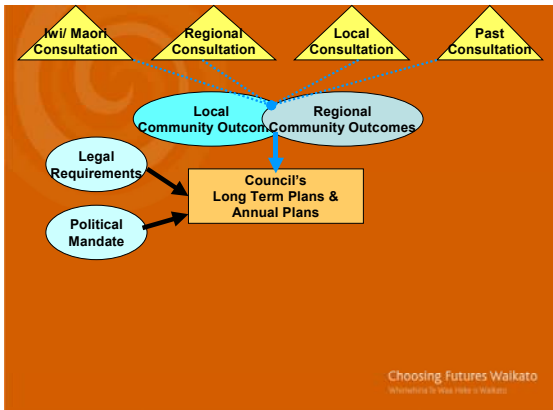 Iwi/ Maori
Consultation
Regional
Consultation
Local
Consultation
Past
Consultation
Local
Community Outcom
Regional
Community Outcomes
Legal
Requirements
Council's
Long Term Plans &
Annual Plans
Political
Mandate
Choosing Futures Waikato